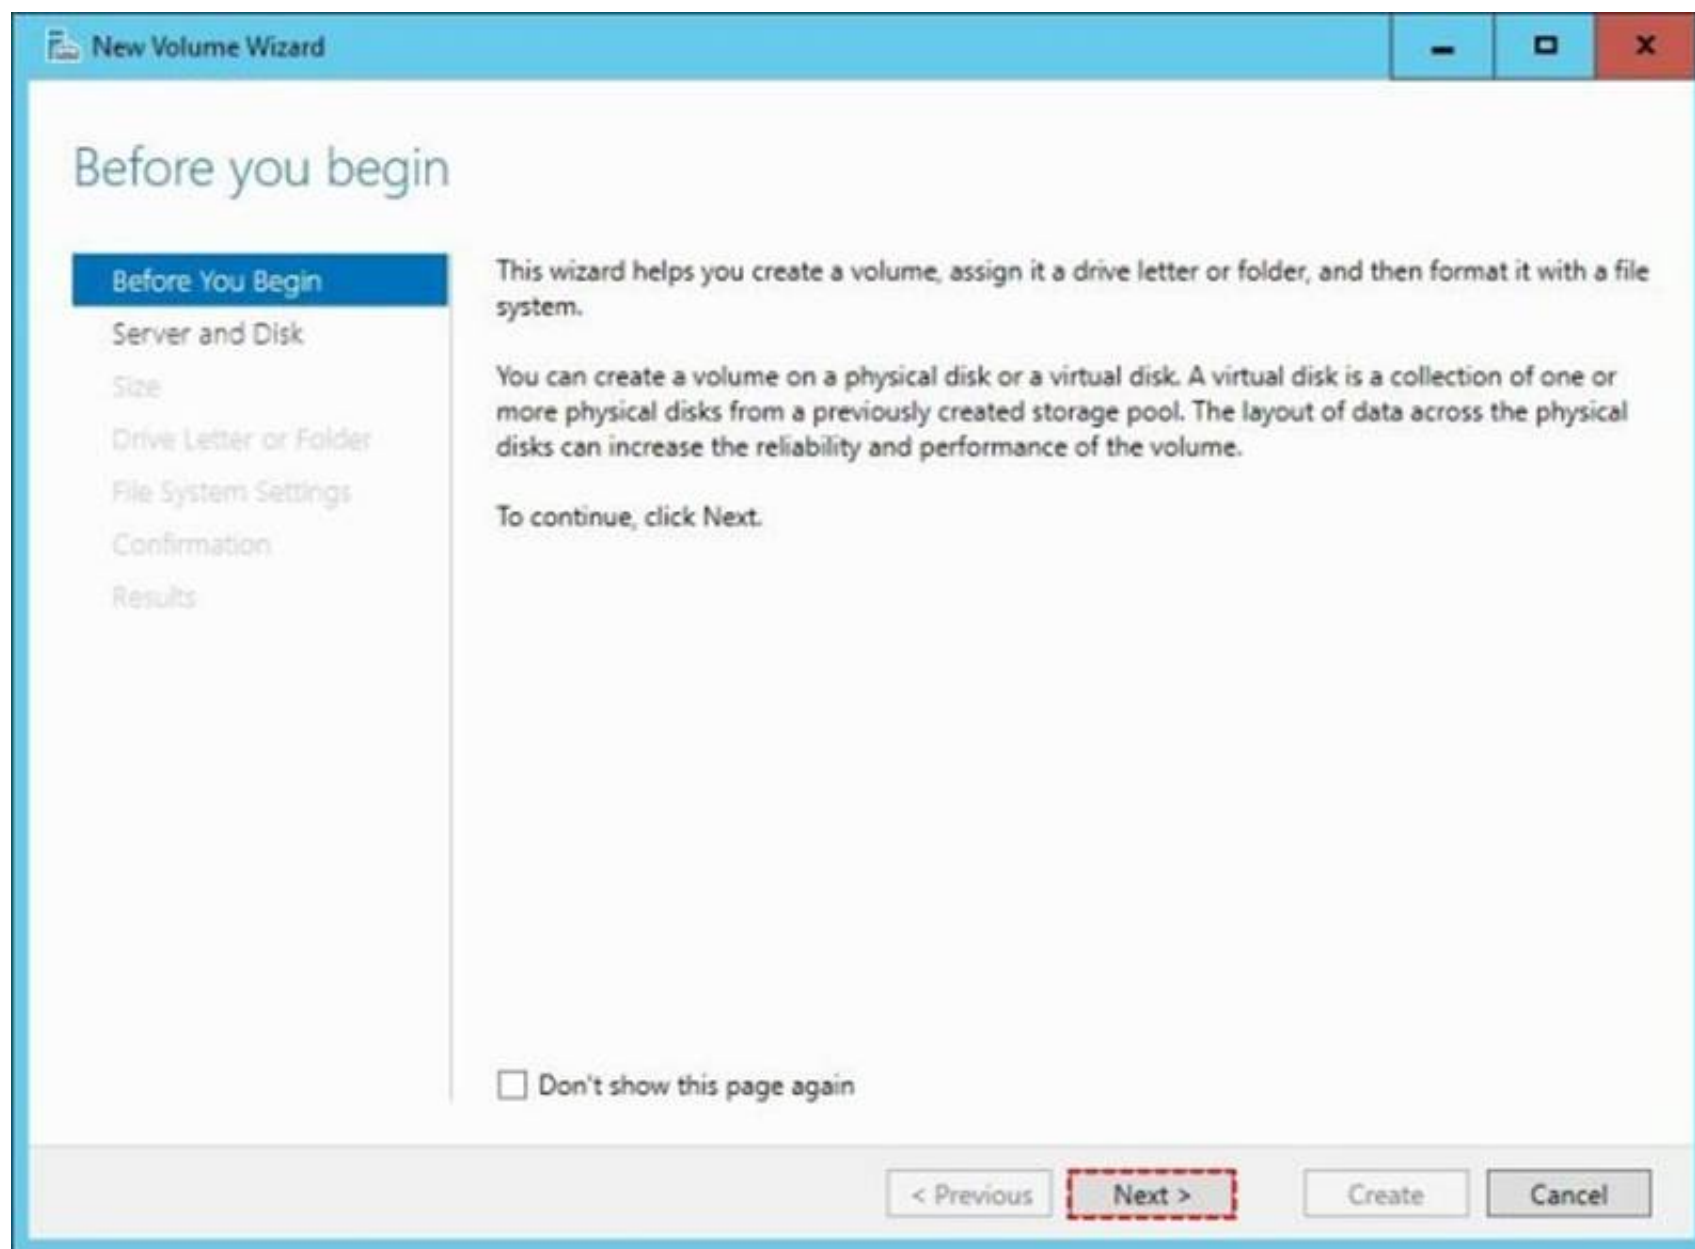 New Volume Wizard
Before you begin
Before You Begin
Server and Disk
Size
Drive Letter or Folder
File System Settings
Confirmation
Results
This wizard helps you create a volume, assign it a drive letter or folder, and then format it with a file
system.
You can create a volume on a physical disk or a virtual disk. A virtual disk is a collection of one or
more physical disks from a previously created storage pool. The layout of data across the physical
disks can increase the reliability and performance of the volume.
To continue, click Next.
Don't show this page again
< Previous
Next >
Create
Cancel